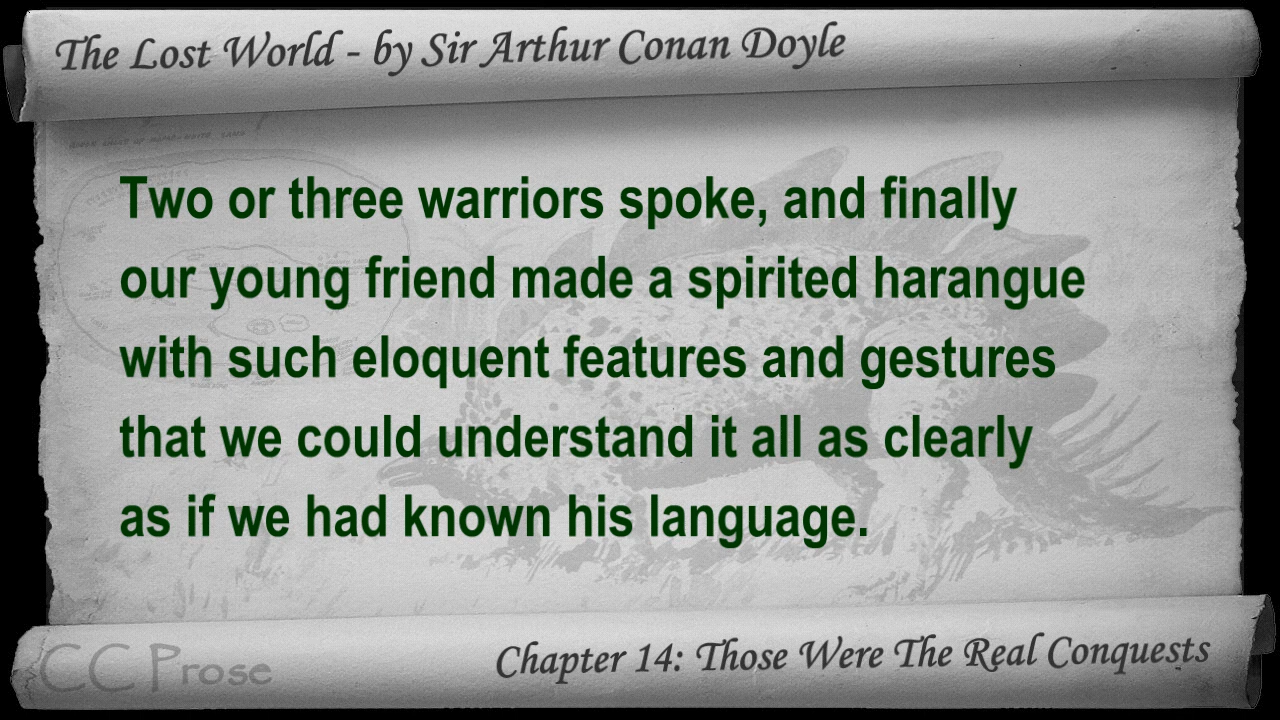 The Lost World - by Sir Arthur Conan Doyle
Two or three warriors spoke, and finally
our young friend made a spirited harangue
with such eloquent features and gestures
that we could understand it all as clearly
as if we had known his language.
CC Prose
Chapter 14: Those Were The Real Conquests